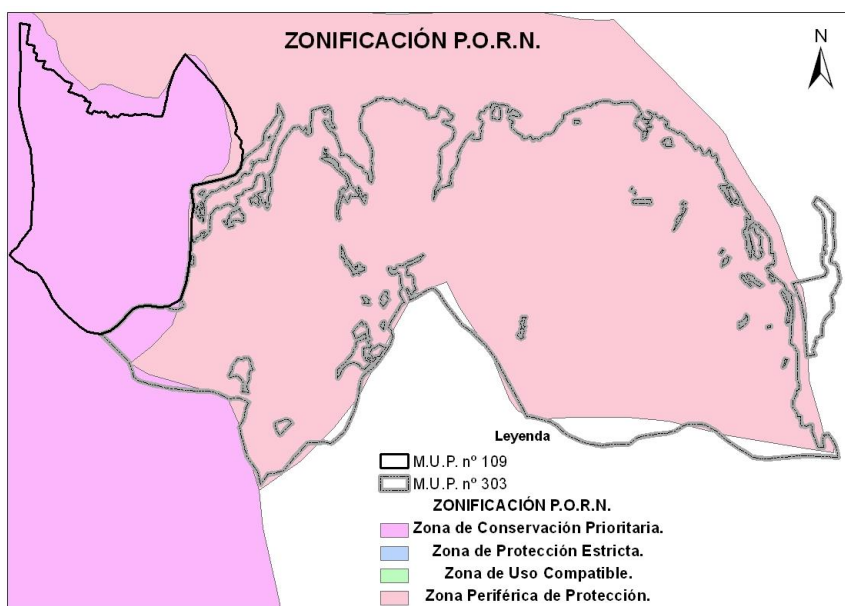 ZONIFICACIÓN P.O.R.N.
N
Leyenda
M.U.P. nº 109
M.U.P. nº 303
ZONIFICACIÓN P.O.R.N.
Zona de Conservación Prioritaria.
Zona de Protección Estricta.
Zona de Uso Compatible.
Zona Periférica de Protección.